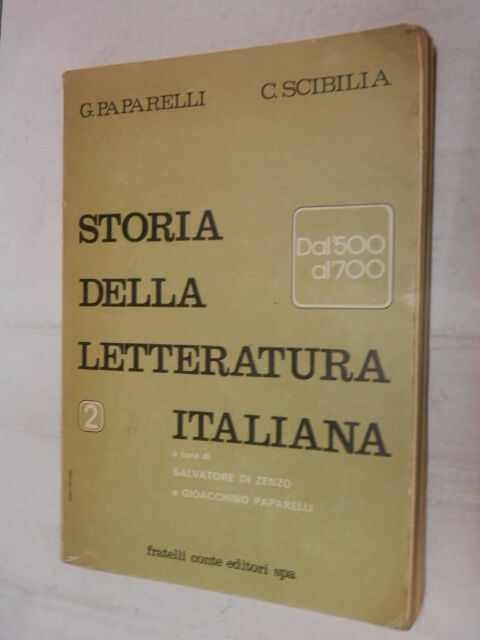 G. PAPARELLI C. SCIBILIA
STORIA
DELLA
LETTERATURA
ITALIANA
Dal '500
al '700
2
a cura di
SALVATORE DI ZENZO
e GIOACCHINO PAPARELLI
fratelli conte editori spa